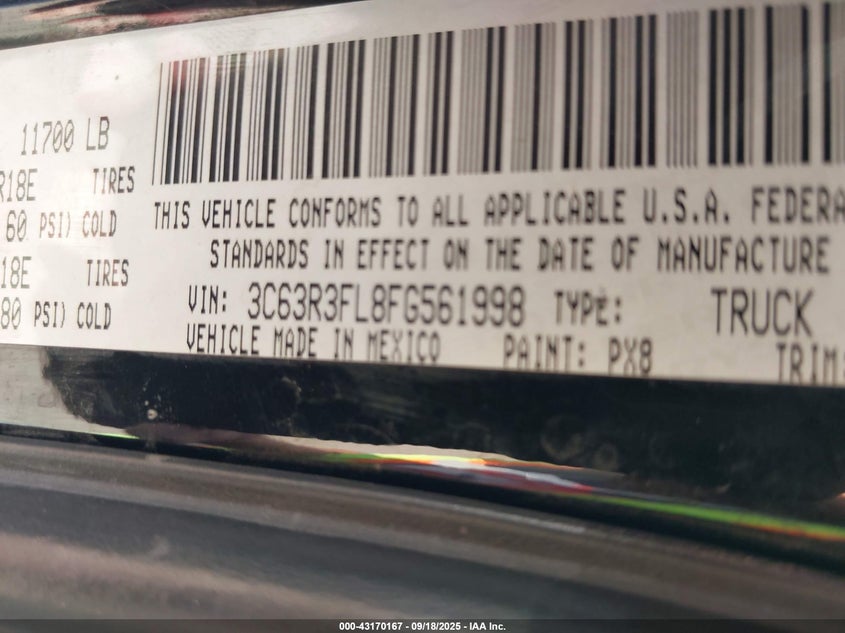 11700 LB
R18E TIRES
60 PSI) COLD
18E TIRES
80 PSI) COLD
THIS VEHICLE CONFORMS TO ALL APPLICABLE U.S.A. FEDERA
STANDARDS IN EFFECT ON THE DATE OF MANUFACTURE
VIN: 3C63R3FL8FG561998 TYPE: TRUCK
VEHICLE MADE IN MEXICO PAINT: PX8 TRIM:
000-43170167 - 09/18/2025 - IAA Inc.